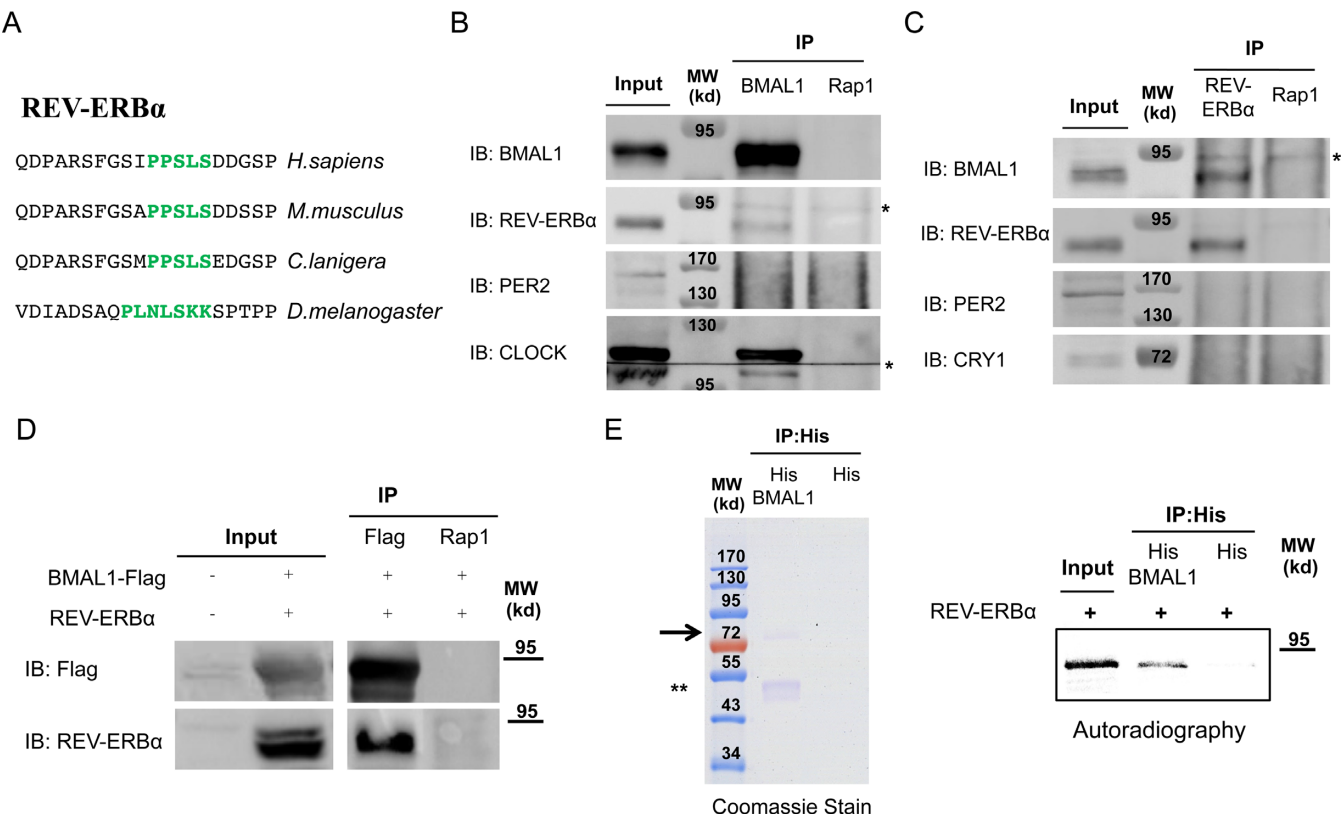 A
REV-ERBα
QDPARSFGSIPPSLSDDGSP H.sapiens
QDPARSFGSAPPSLSDDSSP M.musculus
QDPARSFGSMPPSLSEDGSP C.lanigera
VDIADSAQPLNLSKKSPTPP D.melanogaster
B
IP
Input MW (kd) BMAL1 Rap1
IB: BMAL1 95
IB: REV-ERBα 95 *
IB: PER2 170
130
IB: CLOCK 130
*
95
C
IP
Input MW (kd) REV-ERBα Rap1
IB: BMAL1 95 *
IB: REV-ERBα 95
IB: PER2 170
130
IB: CRY1 72
D
IP
Input Flag Rap1
BMAL1-Flag - + + +
MW (kd)
REV-ERBα - + + +
IB: Flag 95
IB: REV-ERBα 95
E
IP:His
MW (kd) His BMAL1 His
170
130
95
72
55
**
43
34
Coomassie Stain
IP:His
Input His BMAL1 His MW (kd)
REV-ERBα + + +
95
Autoradiography